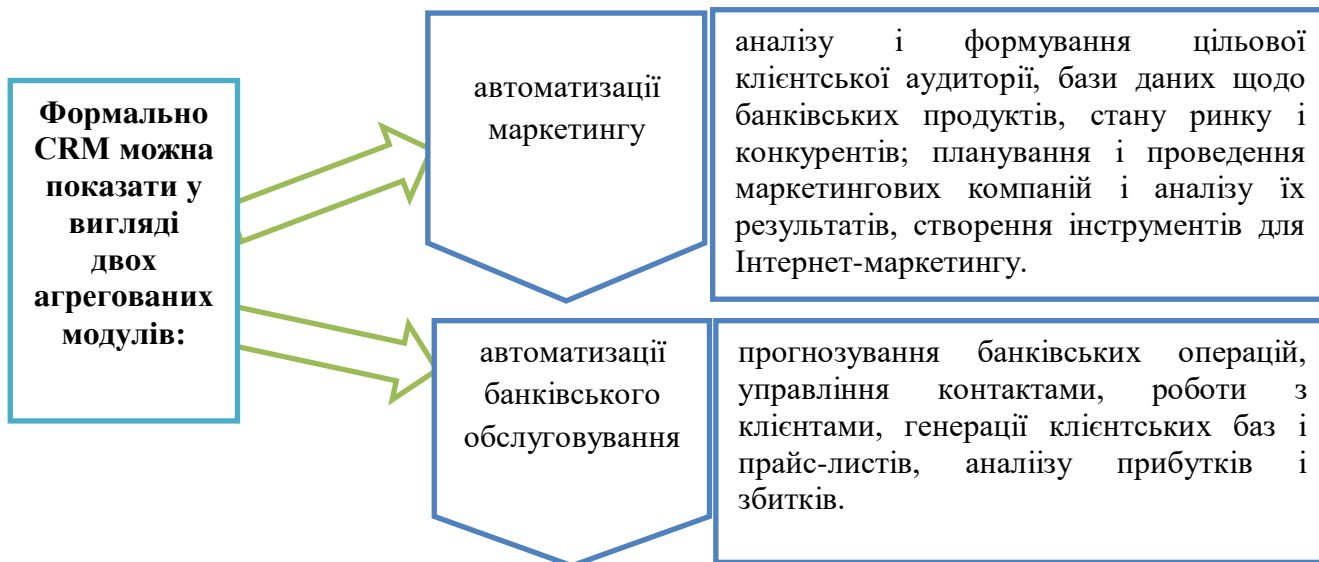 Формально
CRM можна
показати у
вигляді
двох
агрегованих
модулів:
автоматизації
маркетингу
аналізу і формування цільової
клієнтської аудиторії, бази даних щодо
банківських продуктів, стану ринку і
конкурентів; планування і проведення
маркетингових компаній і аналізу їх
результатів, створення інструментів для
Інтернет-маркетингу.
автоматизації
банківського
обслуговування
прогнозування банківських операцій,
управління контактами, роботи з
клієнтами, генерації клієнтських баз і
прайс-листів, аналіізу прибутків і
збитків.